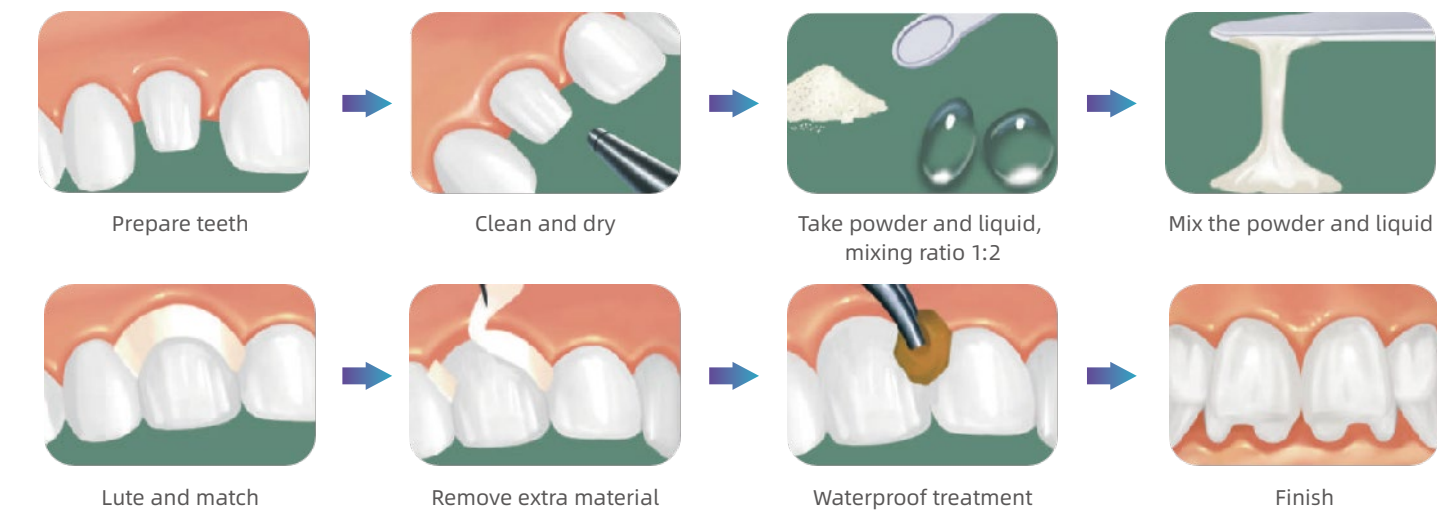 Prepare teeth
Clean and dry
Take powder and liquid,
mixing ratio 1:2
Mix the powder and liquid
Lute and match
Remove extra material
Waterproof treatment
Finish